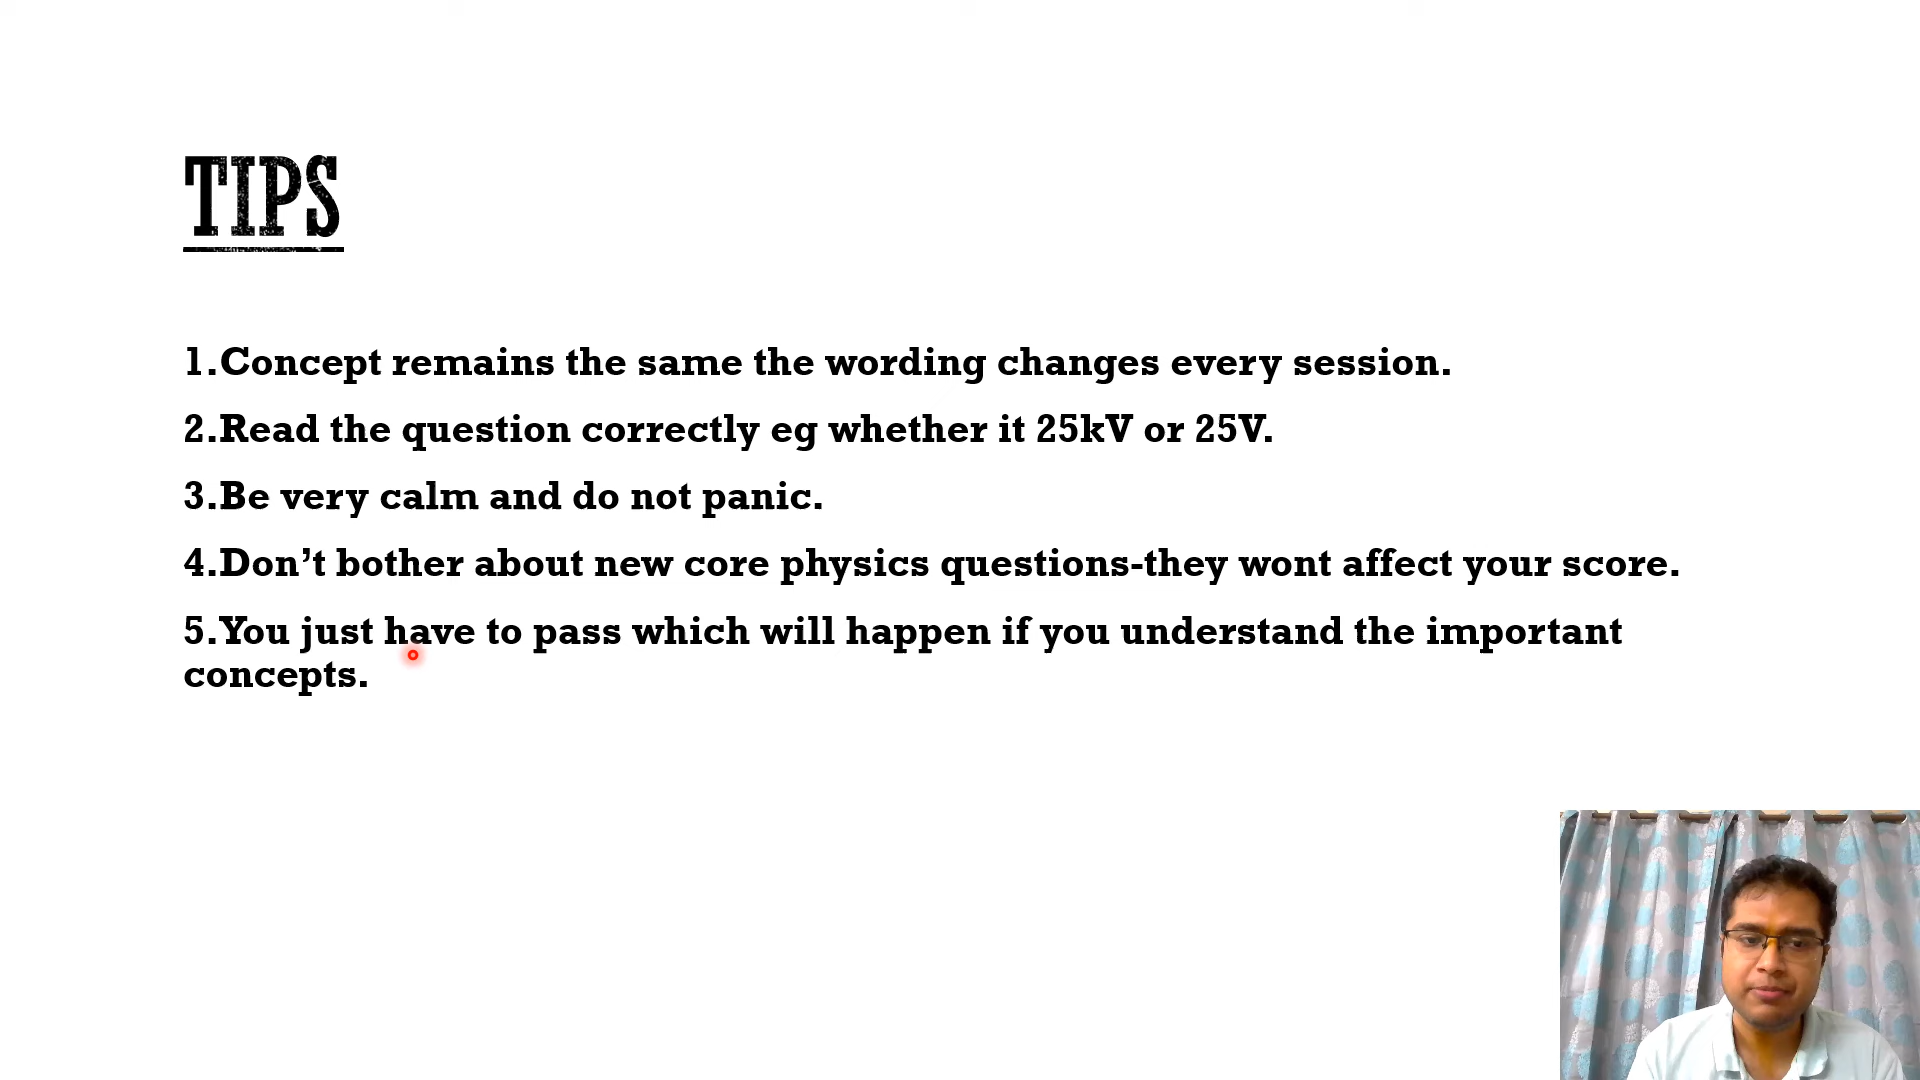 TIPS
1.Concept remains the same the wording changes every session.
2.Read the question correctly eg whether it 25kV or 25V.
3.Be very calm and do not panic.
4.Don’t bother about new core physics questions-they wont affect your score.
5.You just have to pass which will happen if you understand the important
concepts.